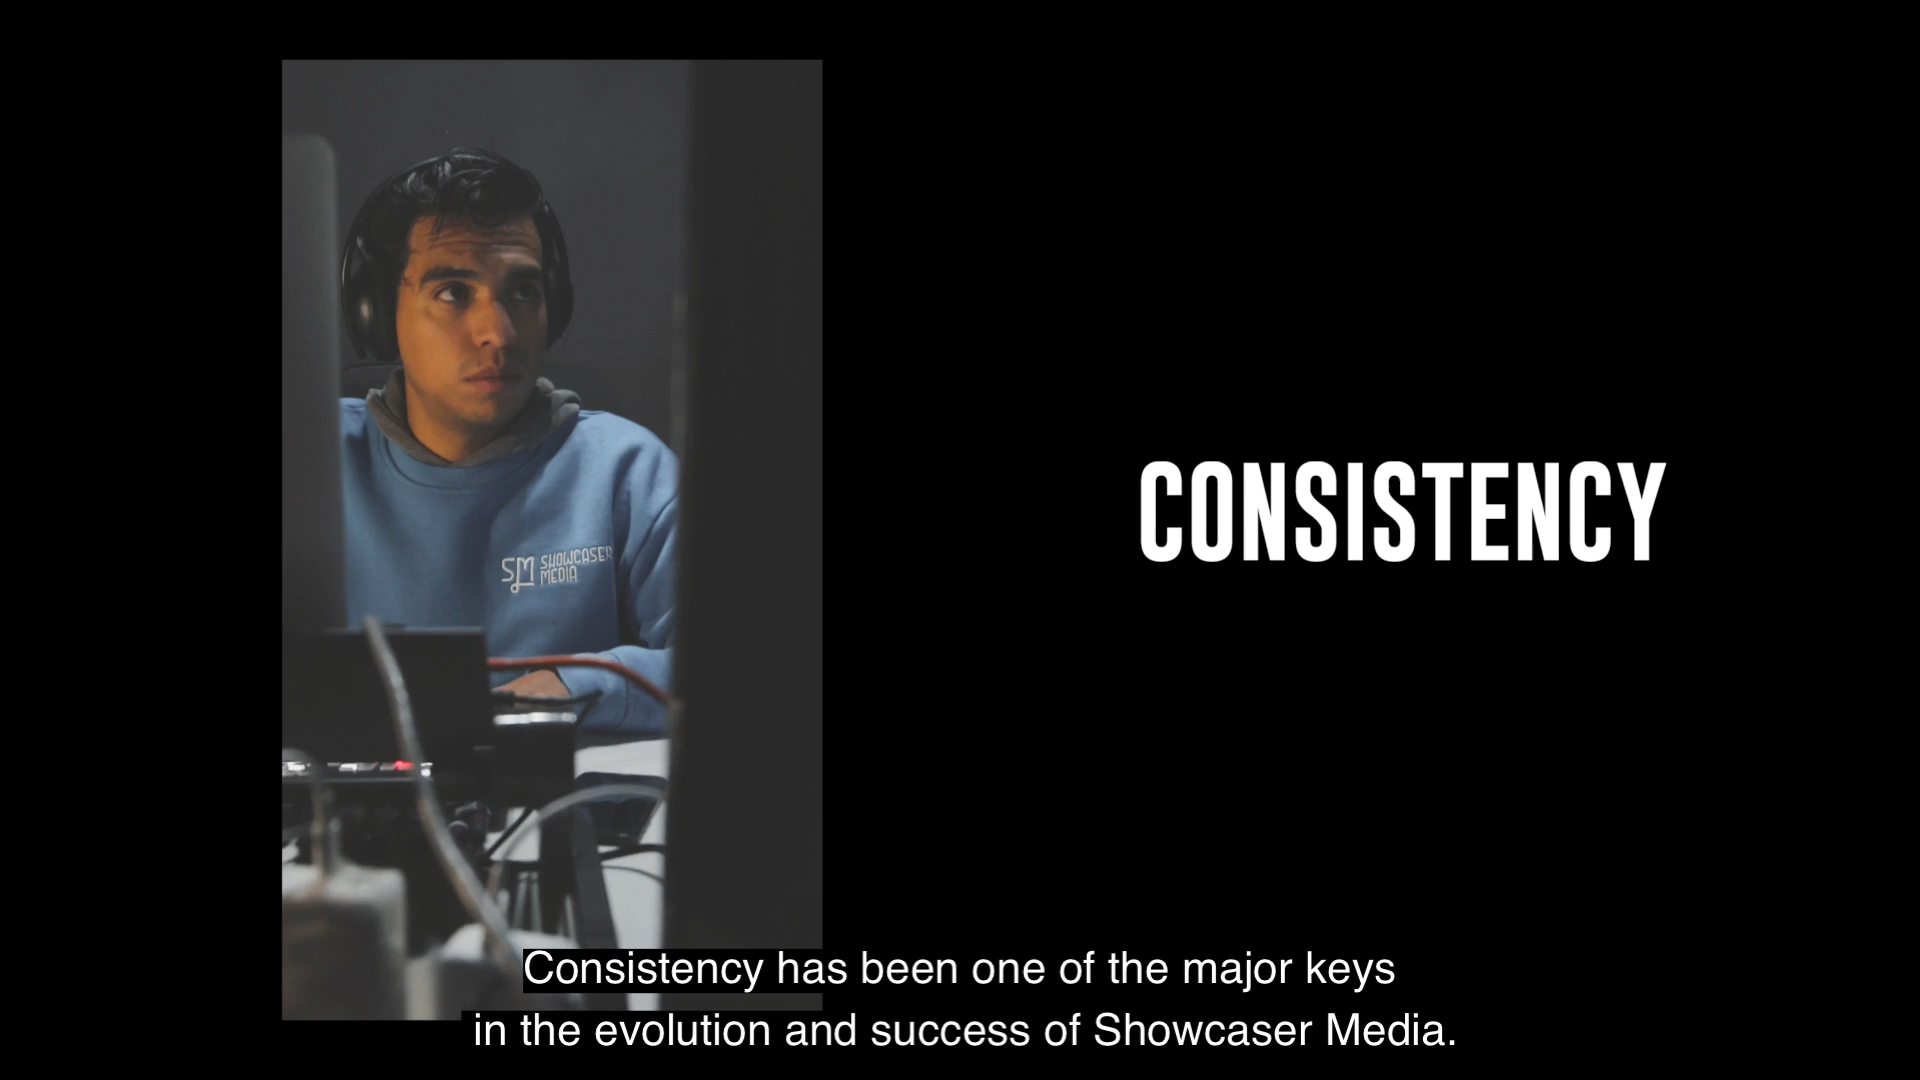 CONSISTENCY
SM SHOWCASER
MEDIA
Consistency has been one of the major keys
in the evolution and success of Showcaser Media.